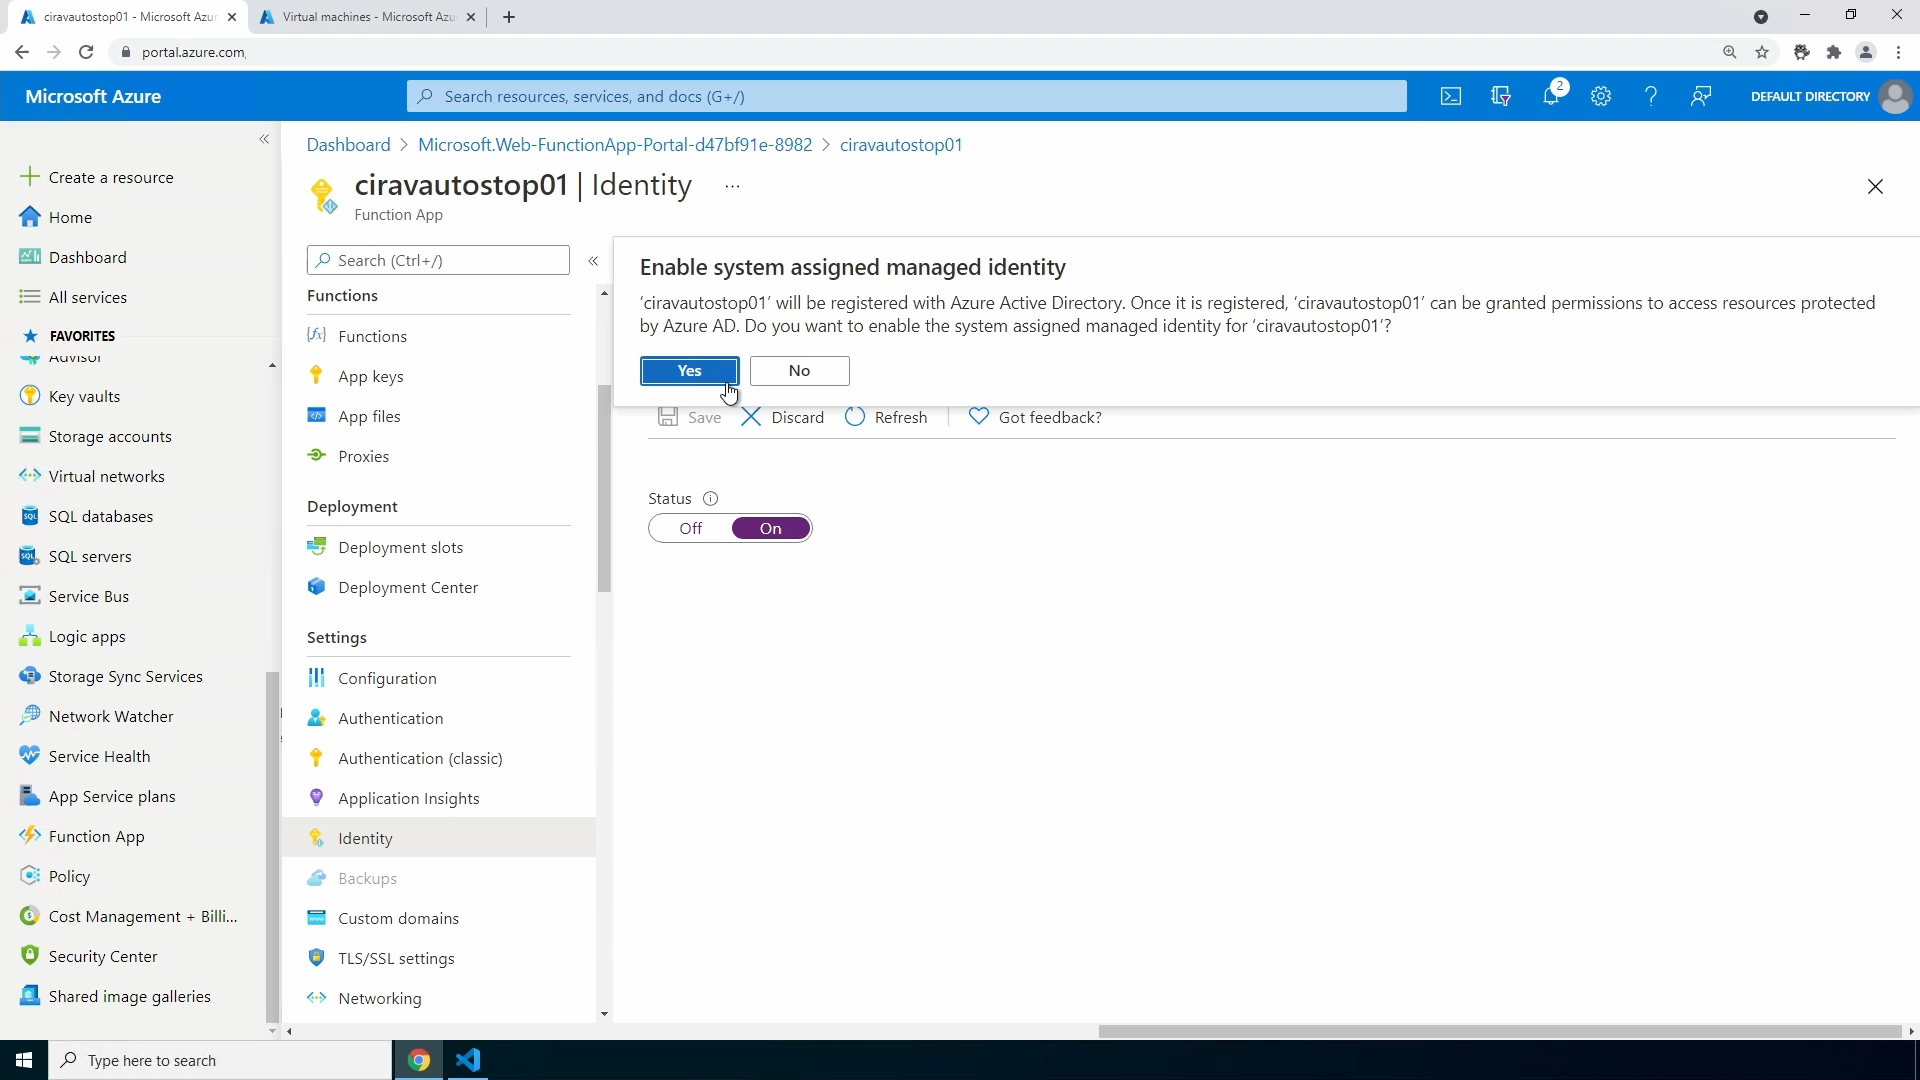 ciravautostop01 - Microsoft Azur
Virtual machines - Microsoft Azu
portal.azure.com,
Microsoft Azure
Search resources, services, and docs (G+/)
2
DEFAULT DIRECTORY
Create a resource
Home
Dashboard
All services
FAVORITES
Advisor
Key vaults
Storage accounts
Virtual networks
SQL databases
SQL servers
Service Bus
Logic apps
Storage Sync Services
Network Watcher
Service Health
App Service plans
Function App
Policy
Cost Management + Billi...
Security Center
Shared image galleries
Dashboard > Microsoft.Web-FunctionApp-Portal-d47bf91e-8982 > ciravautostop01
ciravautostop01 | Identity ...
Function App
Search (Ctrl+/)
Functions
Functions
App keys
App files
Proxies
Deployment
Deployment slots
Deployment Center
Settings
Configuration
Authentication
Authentication (classic)
Application Insights
Identity
Backups
Custom domains
TLS/SSL settings
Networking
Enable system assigned managed identity
'ciravautostop01' will be registered with Azure Active Directory. Once it is registered, 'ciravautostop01' can be granted permissions to access resources protected
by Azure AD. Do you want to enable the system assigned managed identity for 'ciravautostop01'?
Yes No
Save Discard Refresh Got feedback?
Status
Off On
Type here to search